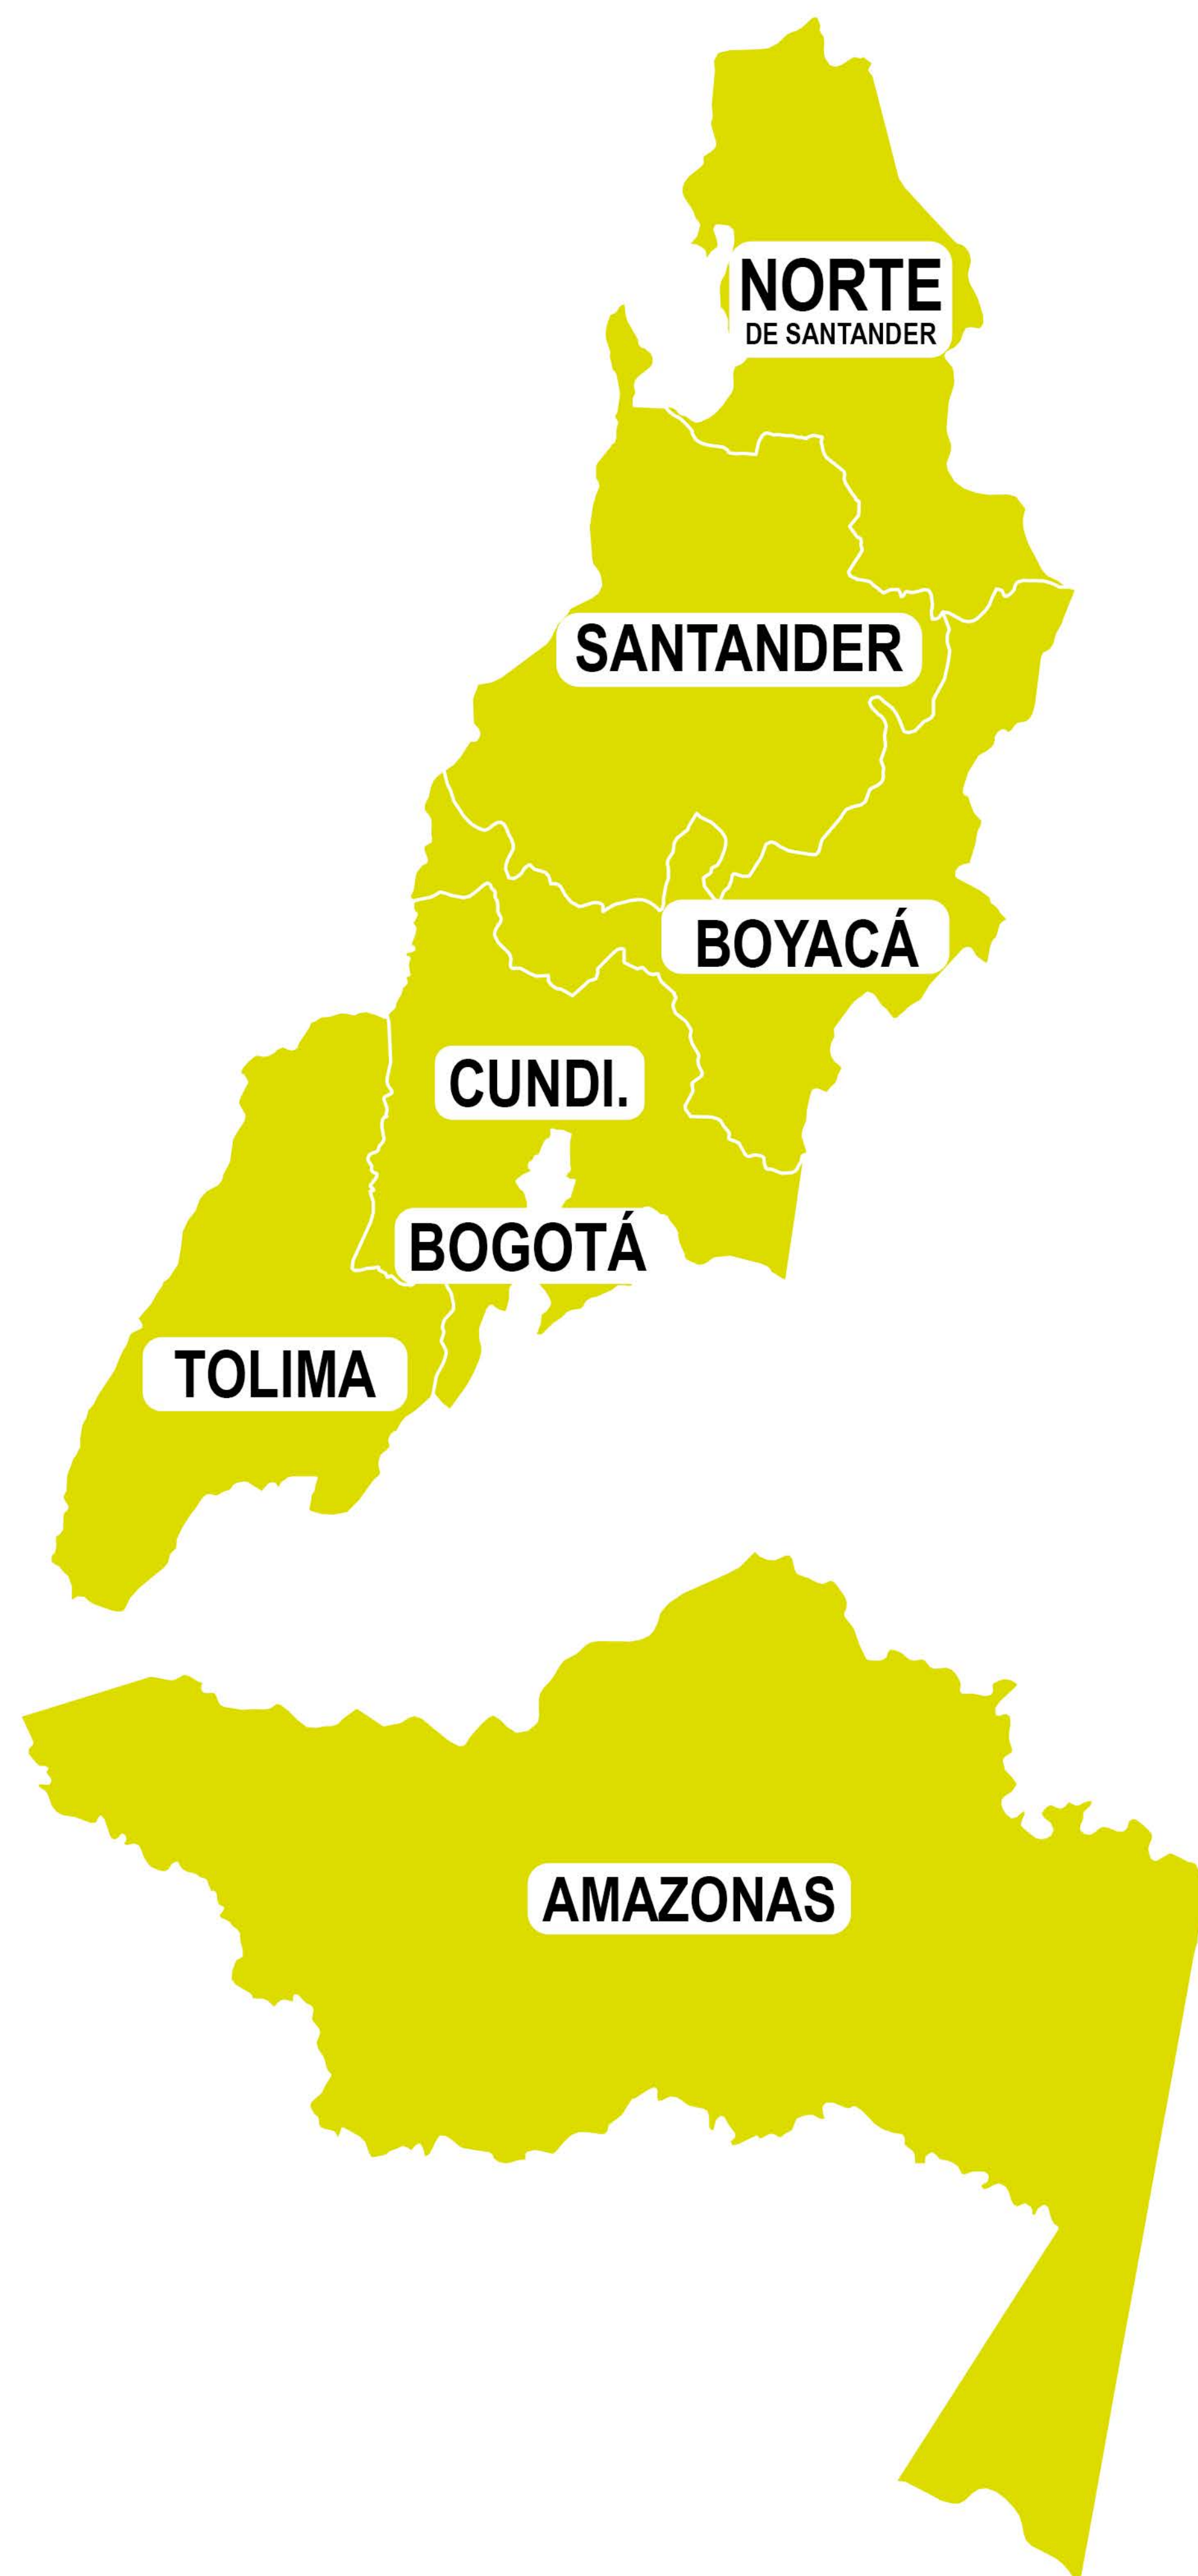 NORTE
DE SANTANDER
SANTANDER
BOYACÁ
CUNDI.
BOGOTÁ
TOLIMA
AMAZONAS